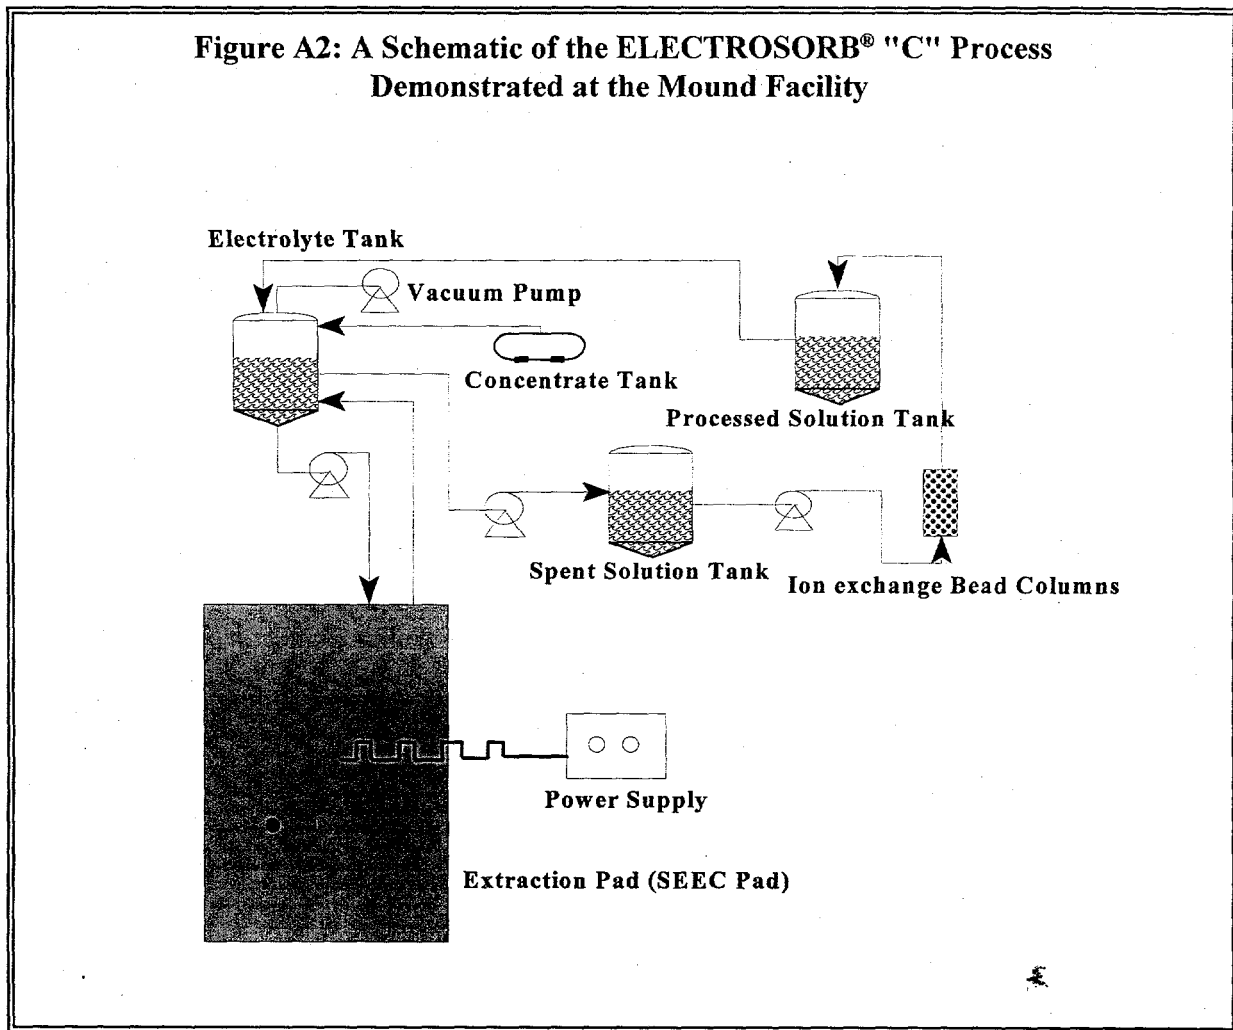 Figure A2: A Schematic of the ELECTROSORB® "C" Process
Demonstrated at the Mound Facility
Electrolyte Tank
Vacuum Pump
Concentrate Tank
Processed Solution Tank
Spent Solution Tank
Ion exchange Bead Columns
Power Supply
Extraction Pad (SEEC Pad)